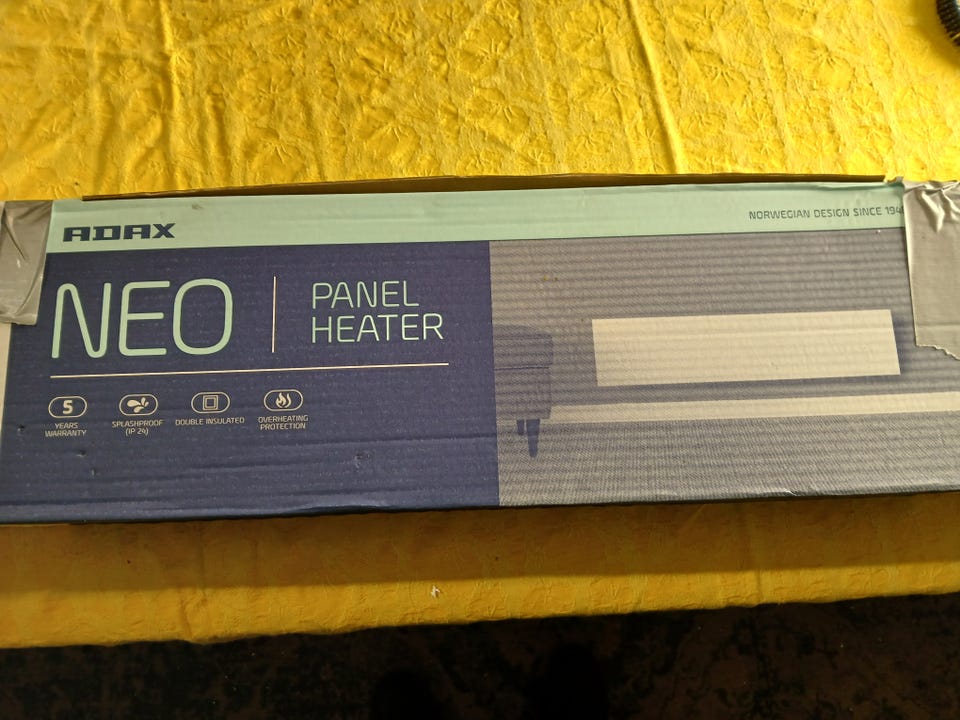 ADAX
NORWEGIAN DESIGN SINCE
NEO
PANEL
HEATER
5
YEARS
WARRANTY
SPLASHPROOF
(IP 24)
DOUBLE INSULATED
OVERHEATING
PROTECTION